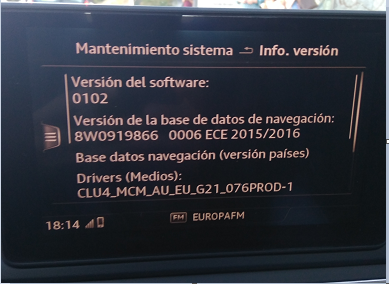 Mantenimiento sistema Info. versión
Versión del software:
0102
Versión de la base de datos de navegación:
8W0919866 0006 ECE 2015/2016
Base datos navegación (versión países)
Drivers (Medios):
CLU4_MCM_AU_EU_G21_076PROD-1
18:14 FM EUROPAFM